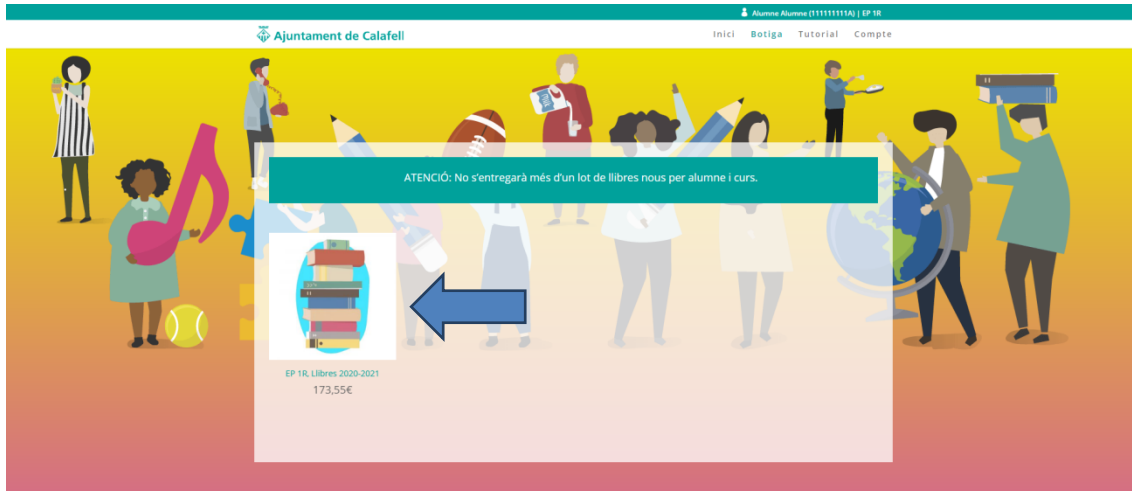 Alumne Alumne (111111111A) | EP 1R
Ajuntament de Calafell
Inici Botiga Tutorial Compte
ATENCIÓ: No s'entregarà més d'un lot de llibres nous per alumne i curs.
EP 1R, Llibres 2020-2021
173,55€